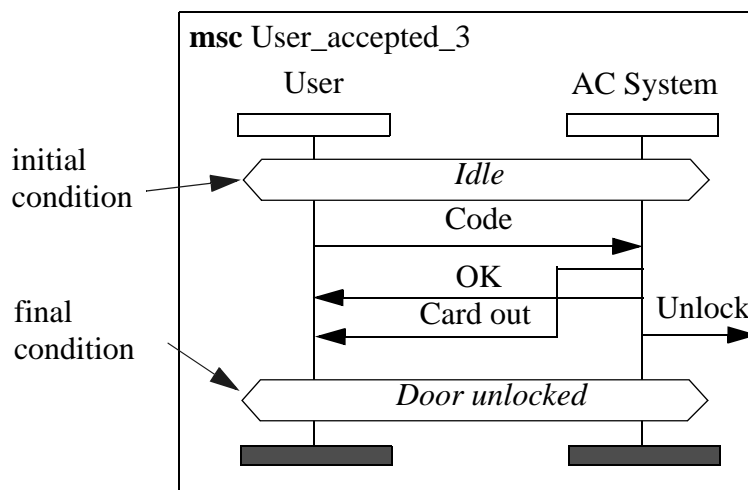 msc User_accepted_3
User
AC System
initial
condition
Idle
Code
OK
Card out
Unlock
final
condition
Door unlocked